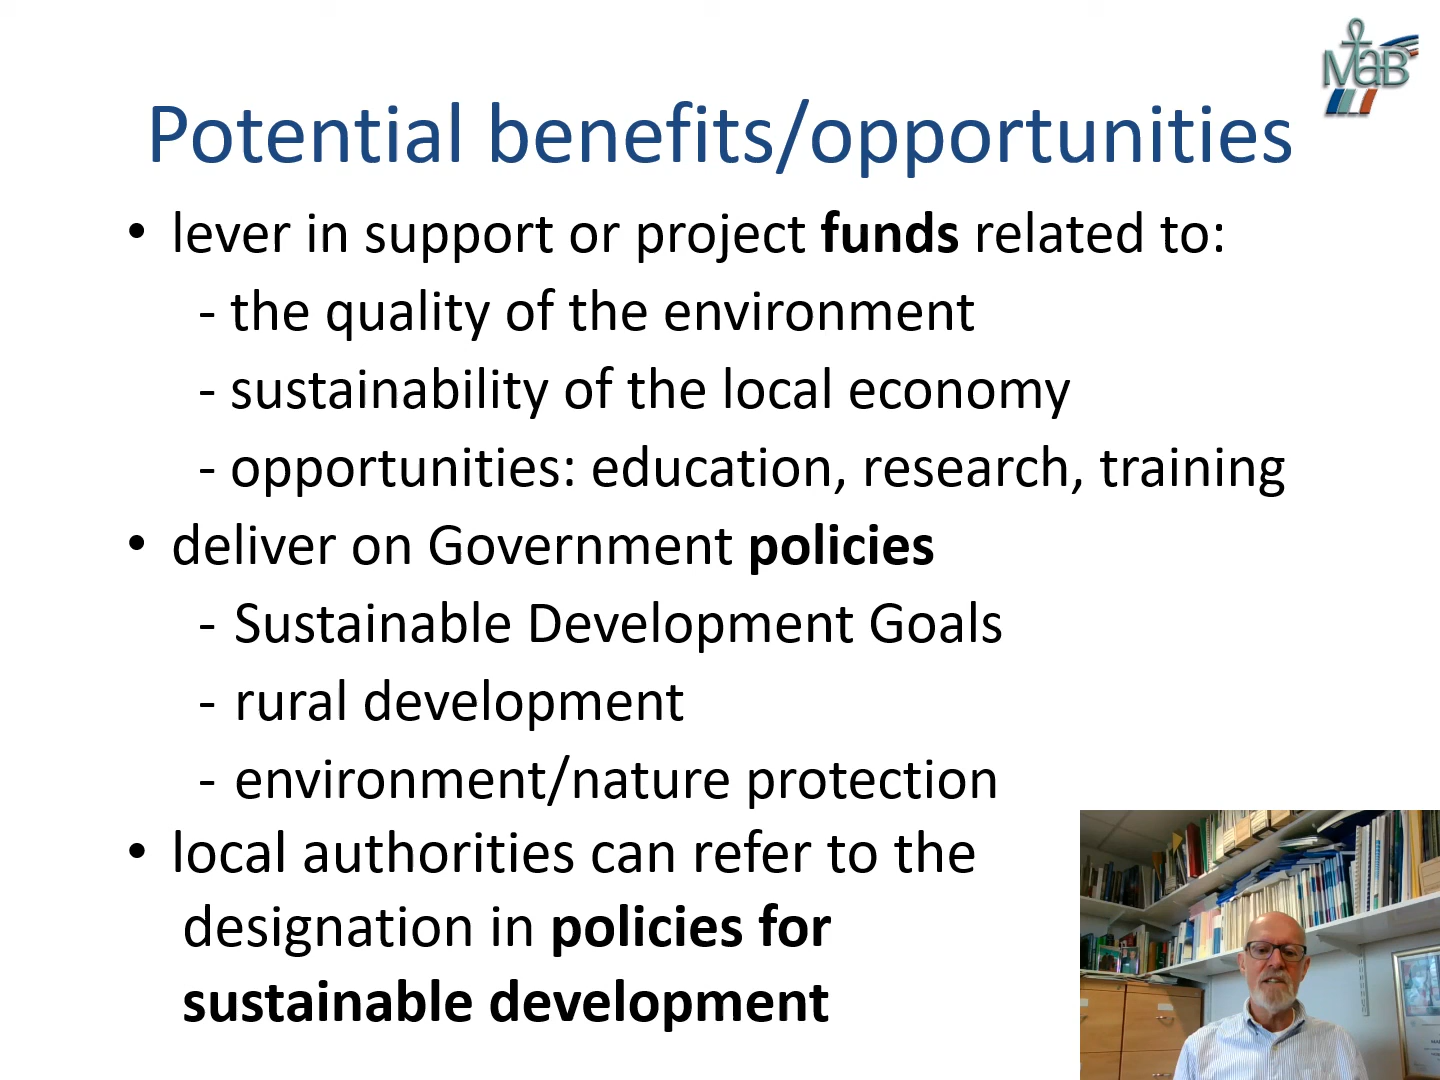 MaB
Potential benefits/opportunities
• lever in support or project funds related to:
- the quality of the environment
- sustainability of the local economy
- opportunities: education, research, training
• deliver on Government policies
- Sustainable Development Goals
- rural development
- environment/nature protection
• local authorities can refer to the
designation in policies for
sustainable development